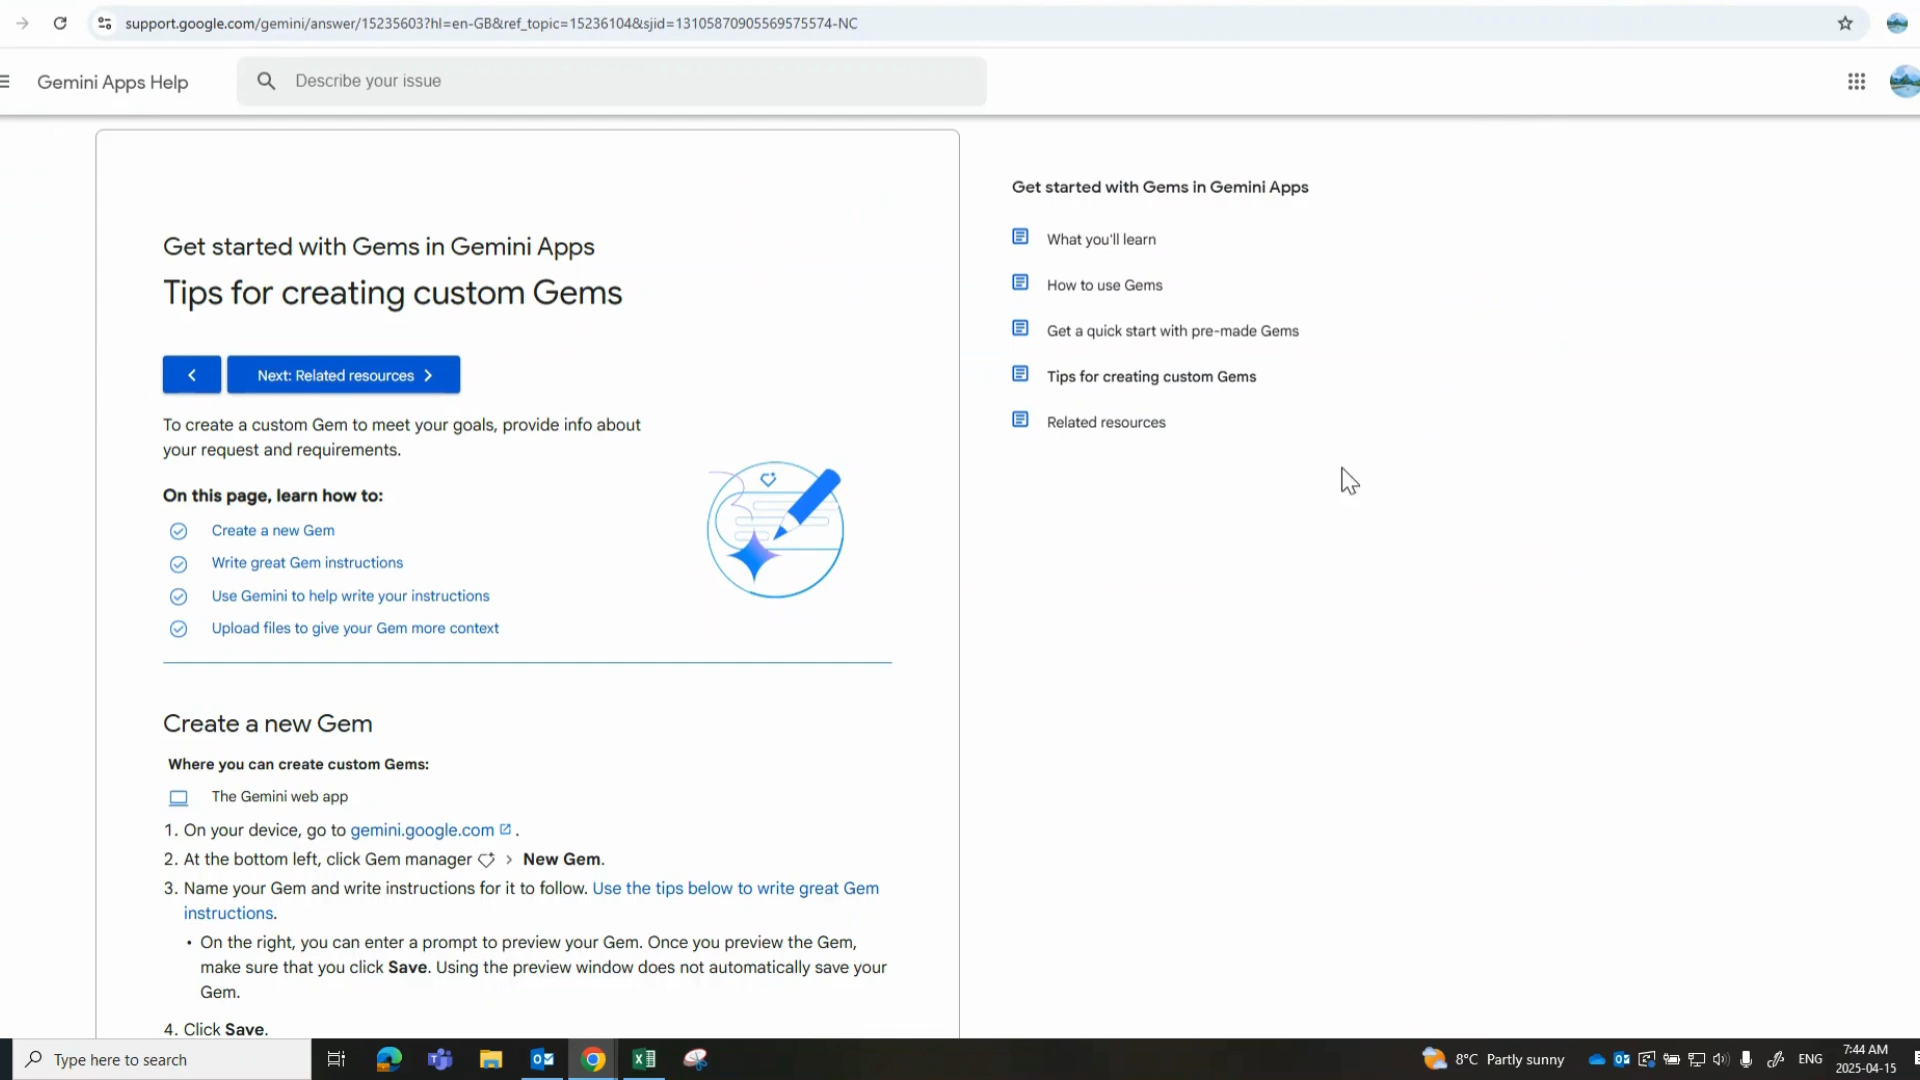 support.google.com/gemini/answer/15235603?hl=en-GB&ref_topic=15236104&sjid=13105870905569575574-NC
Gemini Apps Help
Describe your issue
Get started with Gems in Gemini Apps
Tips for creating custom Gems
Next: Related resources
To create a custom Gem to meet your goals, provide info about
your request and requirements.
On this page, learn how to:
Create a new Gem
Write great Gem instructions
Use Gemini to help write your instructions
Upload files to give your Gem more context
Create a new Gem
Where you can create custom Gems:
The Gemini web app
1. On your device, go to gemini.google.com .
2. At the bottom left, click Gem manager > New Gem.
3. Name your Gem and write instructions for it to follow. Use the tips below to write great Gem
instructions.
• On the right, you can enter a prompt to preview your Gem. Once you preview the Gem,
make sure that you click Save. Using the preview window does not automatically save your
Gem.
4. Click Save.
Get started with Gems in Gemini Apps
What you'll learn
How to use Gems
Get a quick start with pre-made Gems
Tips for creating custom Gems
Related resources
Type here to search
8°C Partly sunny
ENG
7:44 AM
2025-04-15